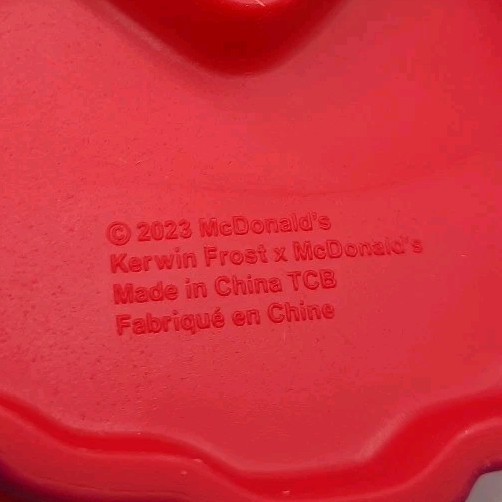 © 2023 McDonald's
Kerwin Frost x McDonald's
Made in China TCB
Fabriqué en Chine